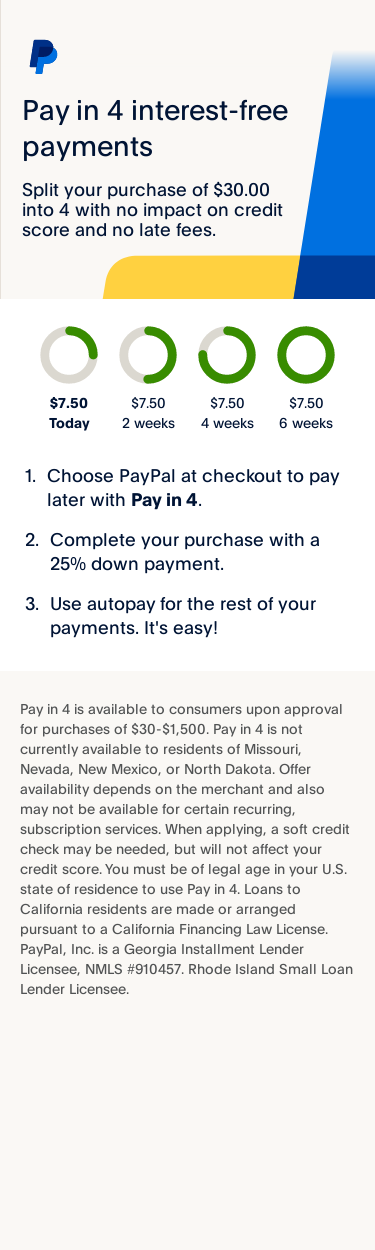 Pay in 4 interest-free
payments
Split your purchase of $30.00
into 4 with no impact on credit
score and no late fees.
$7.50
Today
$7.50
2 weeks
$7.50
4 weeks
$7.50
6 weeks
1. Choose PayPal at checkout to pay
later with Pay in 4.
2. Complete your purchase with a
25% down payment.
3. Use autopay for the rest of your
payments. It's easy!
Pay in 4 is available to consumers upon approval
for purchases of $30-$1,500. Pay in 4 is not
currently available to residents of Missouri,
Nevada, New Mexico, or North Dakota. Offer
availability depends on the merchant and also
may not be available for certain recurring,
subscription services. When applying, a soft credit
check may be needed, but will not affect your
credit score. You must be of legal age in your U.S.
state of residence to use Pay in 4. Loans to
California residents are made or arranged
pursuant to a California Financing Law License.
PayPal, Inc. is a Georgia Installment Lender
Licensee, NMLS #910457. Rhode Island Small Loan
Lender Licensee.